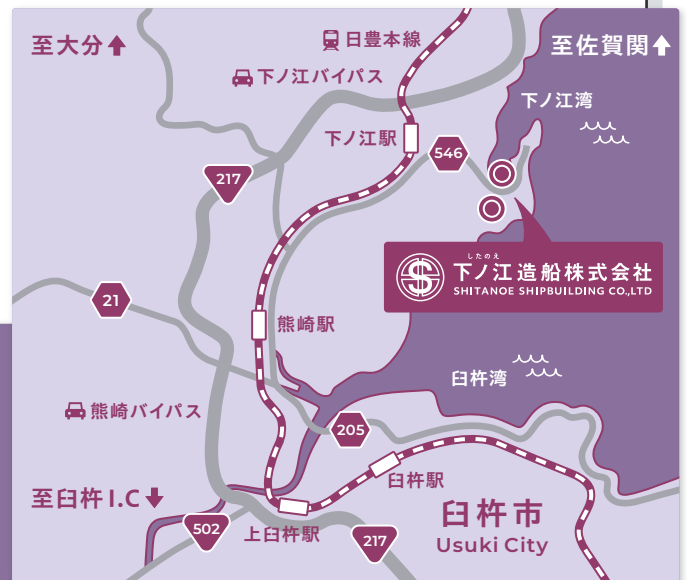 至大分
日豊本線
至佐賀関
下ノ江バイパス
下ノ江湾
下ノ江駅
546
217
したのえ
下ノ江造船株式会社
SHITANOE SHIPBUILDING CO.,LTD
21
熊崎駅
臼杵湾
熊崎バイパス
205
臼杵駅
至臼杵I.C
臼杵市
502
上臼杵駅
217
Usuki City